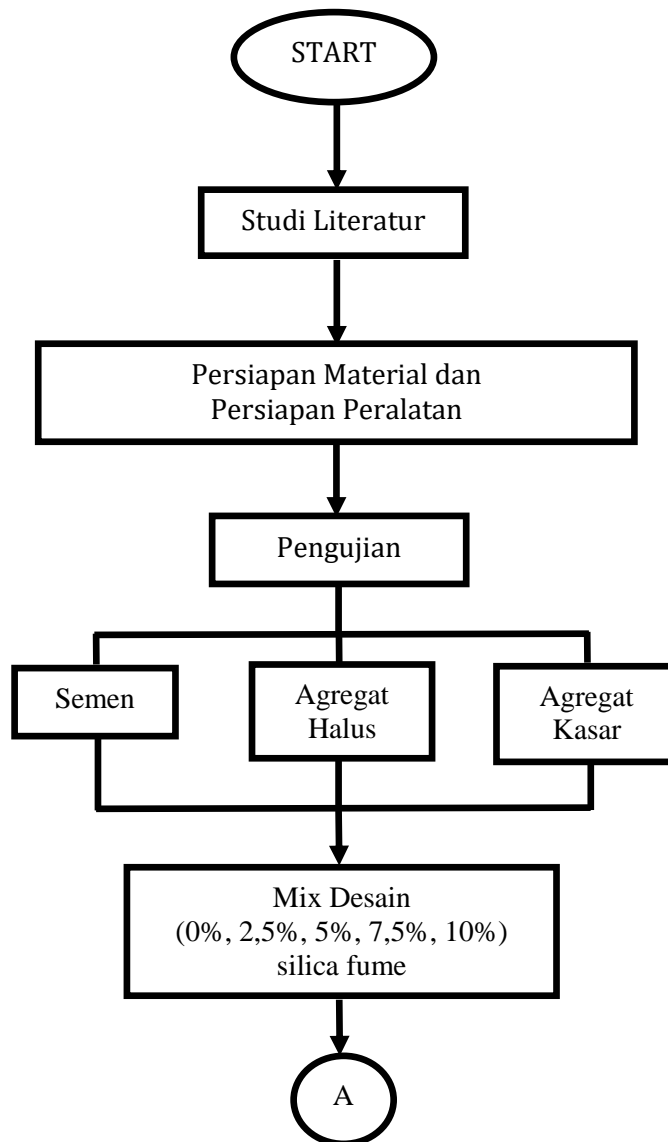 START
Studi Literatur
Persiapan Material dan
Persiapan Peralatan
Pengujian
Semen
Agregat
Halus
Agregat
Kasar
Mix Desain
(0%, 2,5%, 5%, 7,5%, 10%)
silica fume
A